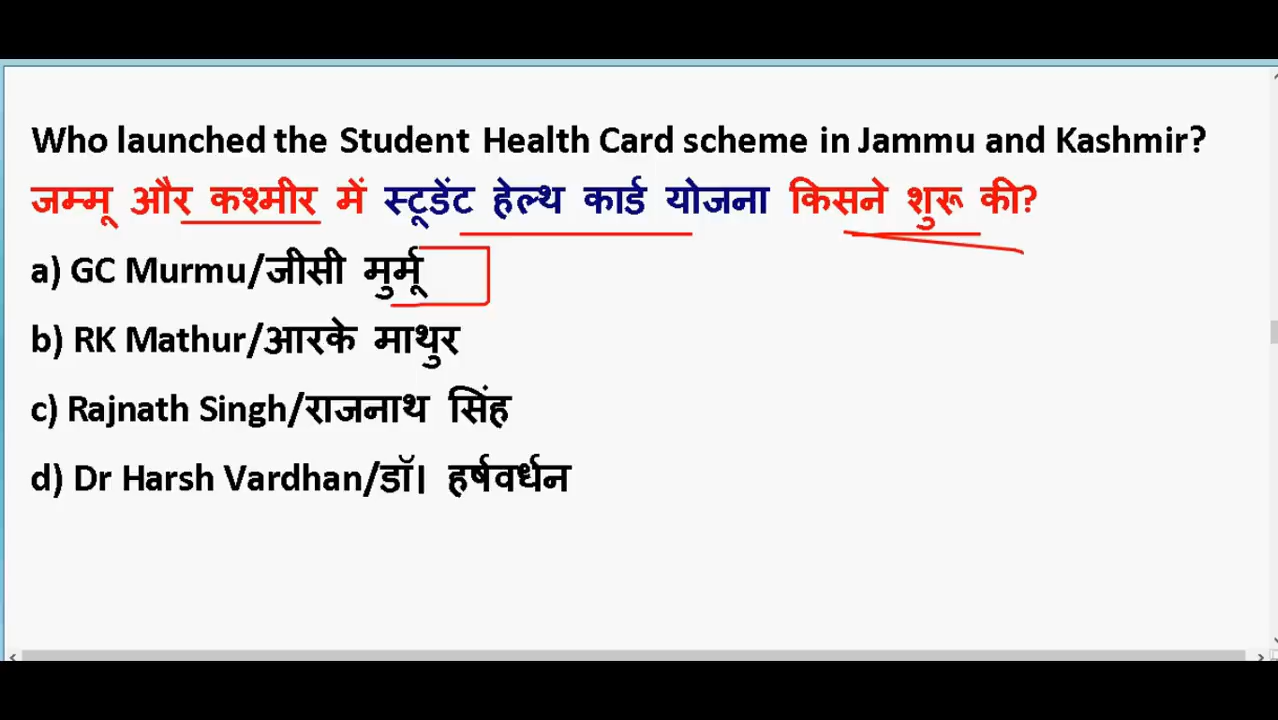 Who launched the Student Health Card scheme in Jammu and Kashmir?
जम्मू और कश्मीर में स्टूडेंट हेल्थ कार्ड योजना किसने शुरू की?
a) GC Murmu/जीसी मुर्मू
b) RK Mathur/आरके माथुर
c) Rajnath Singh/राजनाथ सिंह
d) Dr Harsh Vardhan/डॉ। हर्षवर्धन